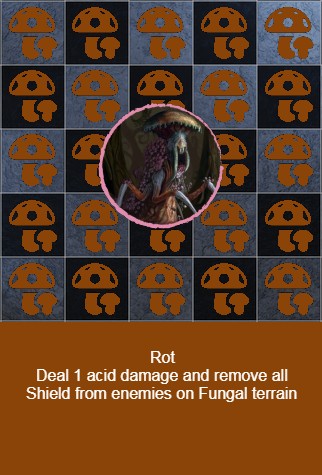 Rot
Deal 1 acid damage and remove all
Shield from enemies on Fungal terrain